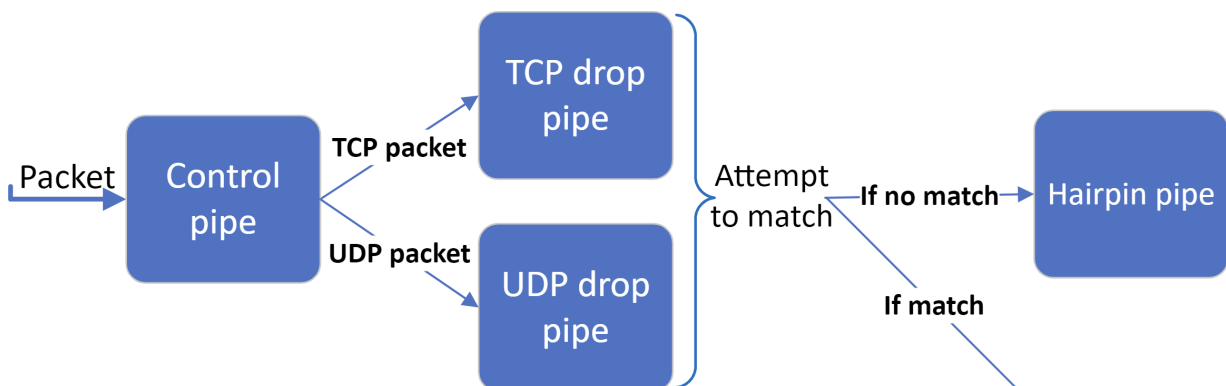 Packet
Control
pipe
TCP packet
UDP packet
TCP drop
pipe
UDP drop
pipe
Attempt
to match
If no match
If match
Hairpin pipe